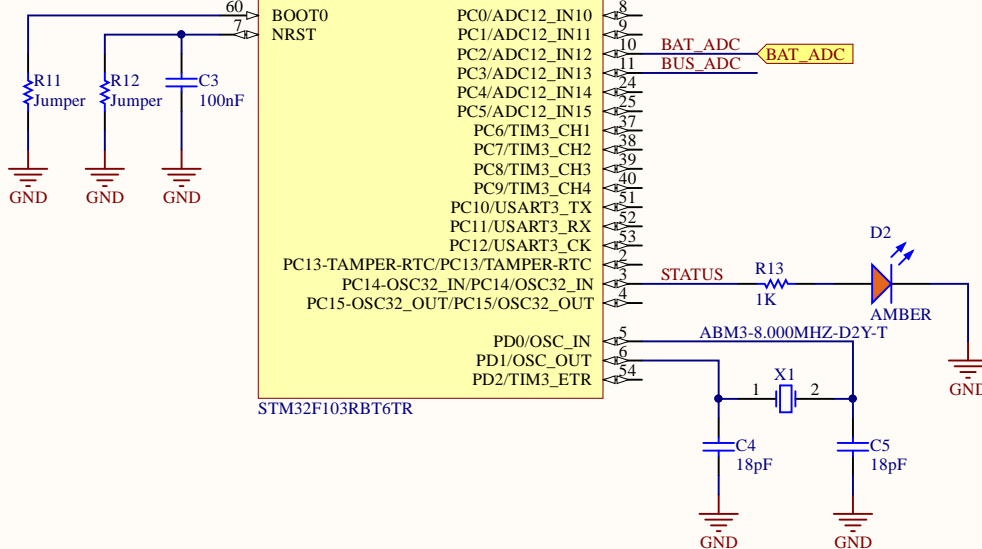 60 BOOT0
7 NRST
R11
Jumper
R12
Jumper
C3
100nF
GND
GND
GND
PC0/ADC12_IN10 8
PC1/ADC12_IN11 9
PC2/ADC12_IN12 10 BAT_ADC BAT_ADC
PC3/ADC12_IN13 11 BUS_ADC
PC4/ADC12_IN14 24
PC5/ADC12_IN15 25
PC6/TIM3_CH1 37
PC7/TIM3_CH2 38
PC8/TIM3_CH3 39
PC9/TIM3_CH4 40
PC10/USART3_TX 51
PC11/USART3_RX 52
PC12/USART3_CK 53
PC13-TAMPER-RTC/PC13/TAMPER-RTC 2
PC14-OSC32_IN/PC14/OSC32_IN 3 STATUS
PC15-OSC32_OUT/PC15/OSC32_OUT 4
PD0/OSC_IN 5
PD1/OSC_OUT 6
PD2/TIM3_ETR 54
STM32F103RBT6TR
R13
1K
D2
AMBER
GND
ABM3-8.000MHZ-D2Y-T
X1
1 2
C4
18pF
C5
18pF
GND
GND